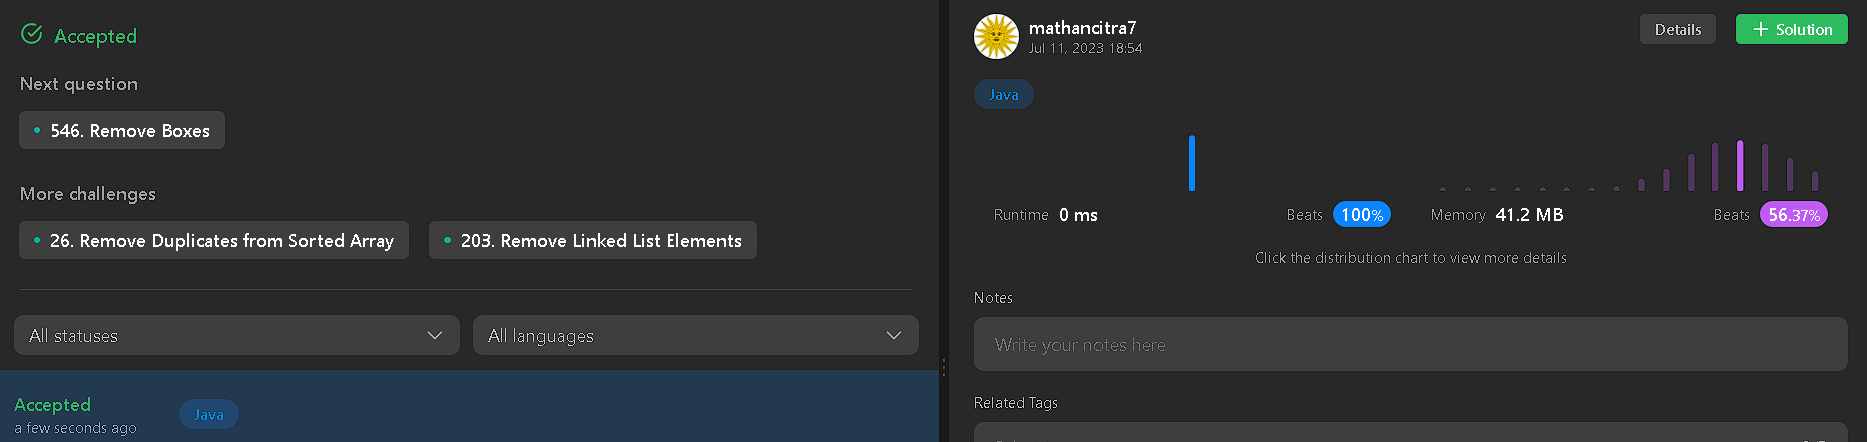 Accepted
Next question
546. Remove Boxes
More challenges
26. Remove Duplicates from Sorted Array
203. Remove Linked List Elements
All statuses
All languages
Accepted
Java
a few seconds ago
mathancitra7
Jul 11, 2023 18:54
Details
+ Solution
Java
Runtime 0 ms
Beats 100%
Memory 41.2 MB
Beats 56.37%
Click the distribution chart to view more details
Notes
Write your notes here
Related Tags